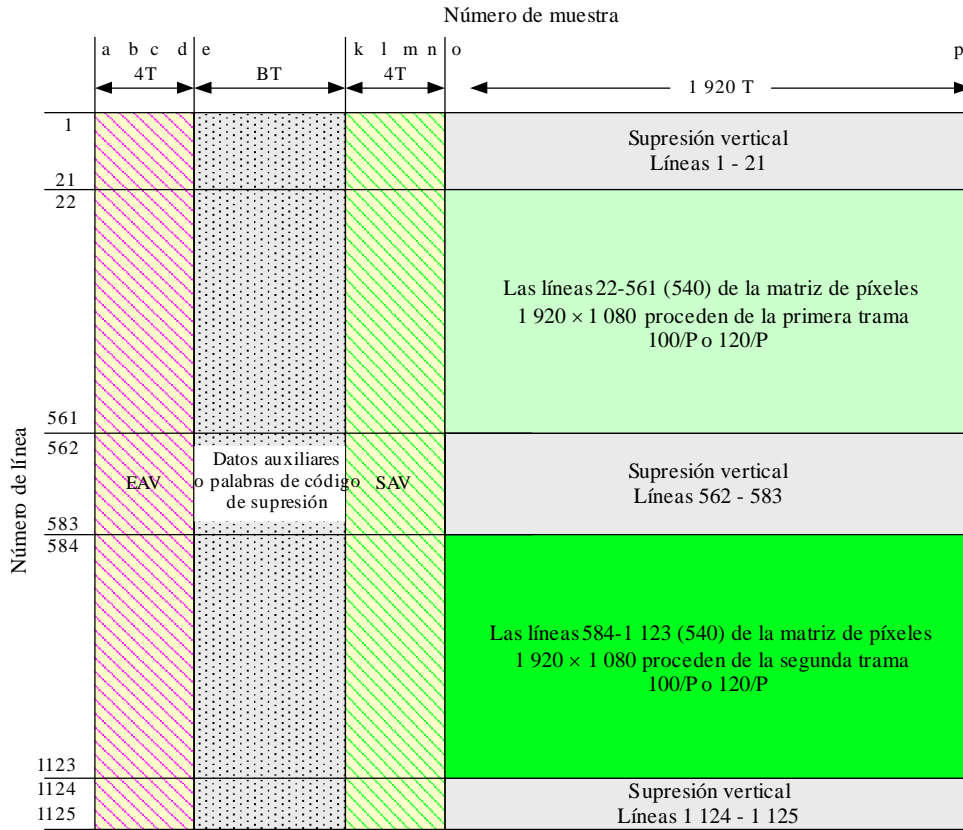 Número de muestra
a b c d e k l m n o p
4T BT 4T 1 920 T
1
Supresión vertical
Líneas 1 - 21
21
22
Las líneas 22-561 (540) de la matriz de píxeles
1 920 × 1 080 proceden de la primera trama
100/P o 120/P
561
562
Número de línea
EAV
Datos auxiliares
o palabras de código
de supresión
SAV
Supresión vertical
Líneas 562 - 583
583
584
Las líneas 584-1 123 (540) de la matriz de píxeles
1 920 × 1 080 proceden de la segunda trama
100/P o 120/P
1123
1124
Supresión vertical
Líneas 1 124 - 1 125
1125